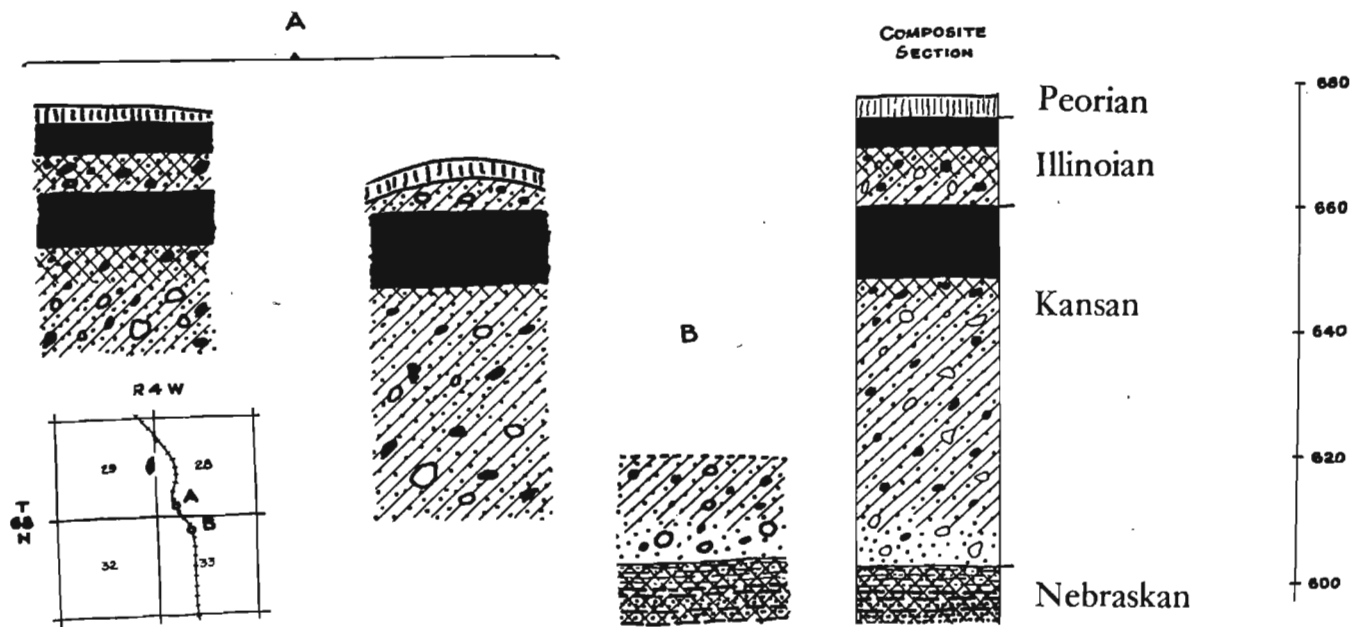 A
COMPOSITE
SECTION
680
Peorian
Illinoian
660
Kansan
640
B
R 4 W
29
28
620
A
T
68
N
B
32
33
600
Nebraskan